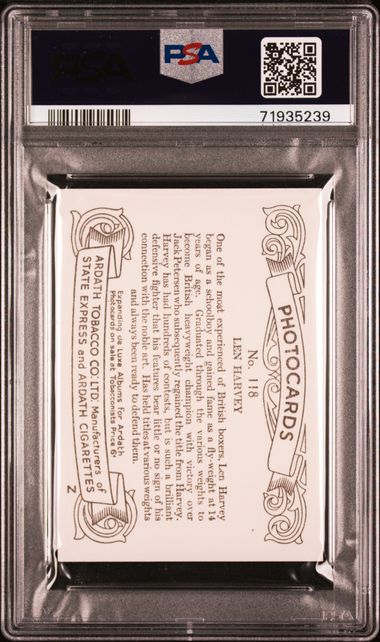 PSA
71935239
PHOTOCARDS
No. 118
LEN HARVEY
One of the most experienced of British boxers, Len Harvey
began as a schoolboy and gained fame as a fly-weight at 14
years of age. Graduated through the various weights to
become British heavyweight champion with victory over
Jack Petersen who subsequently regained the title from Harvey.
Harvey has had hundreds of contests, but is such a brilliant
defensive fighter that his features bear little or no sign of his
connection with the noble art. Has held titles at various weights
and always been ready to defend them.
Expanding de Luxe Albums for Ardath
Photocards on sale at Tobacconists Price 6ᴰ
ARDATH TOBACCO CO. LTD. Manufacturers of
STATE EXPRESS and ARDATH CIGARETTES
Z